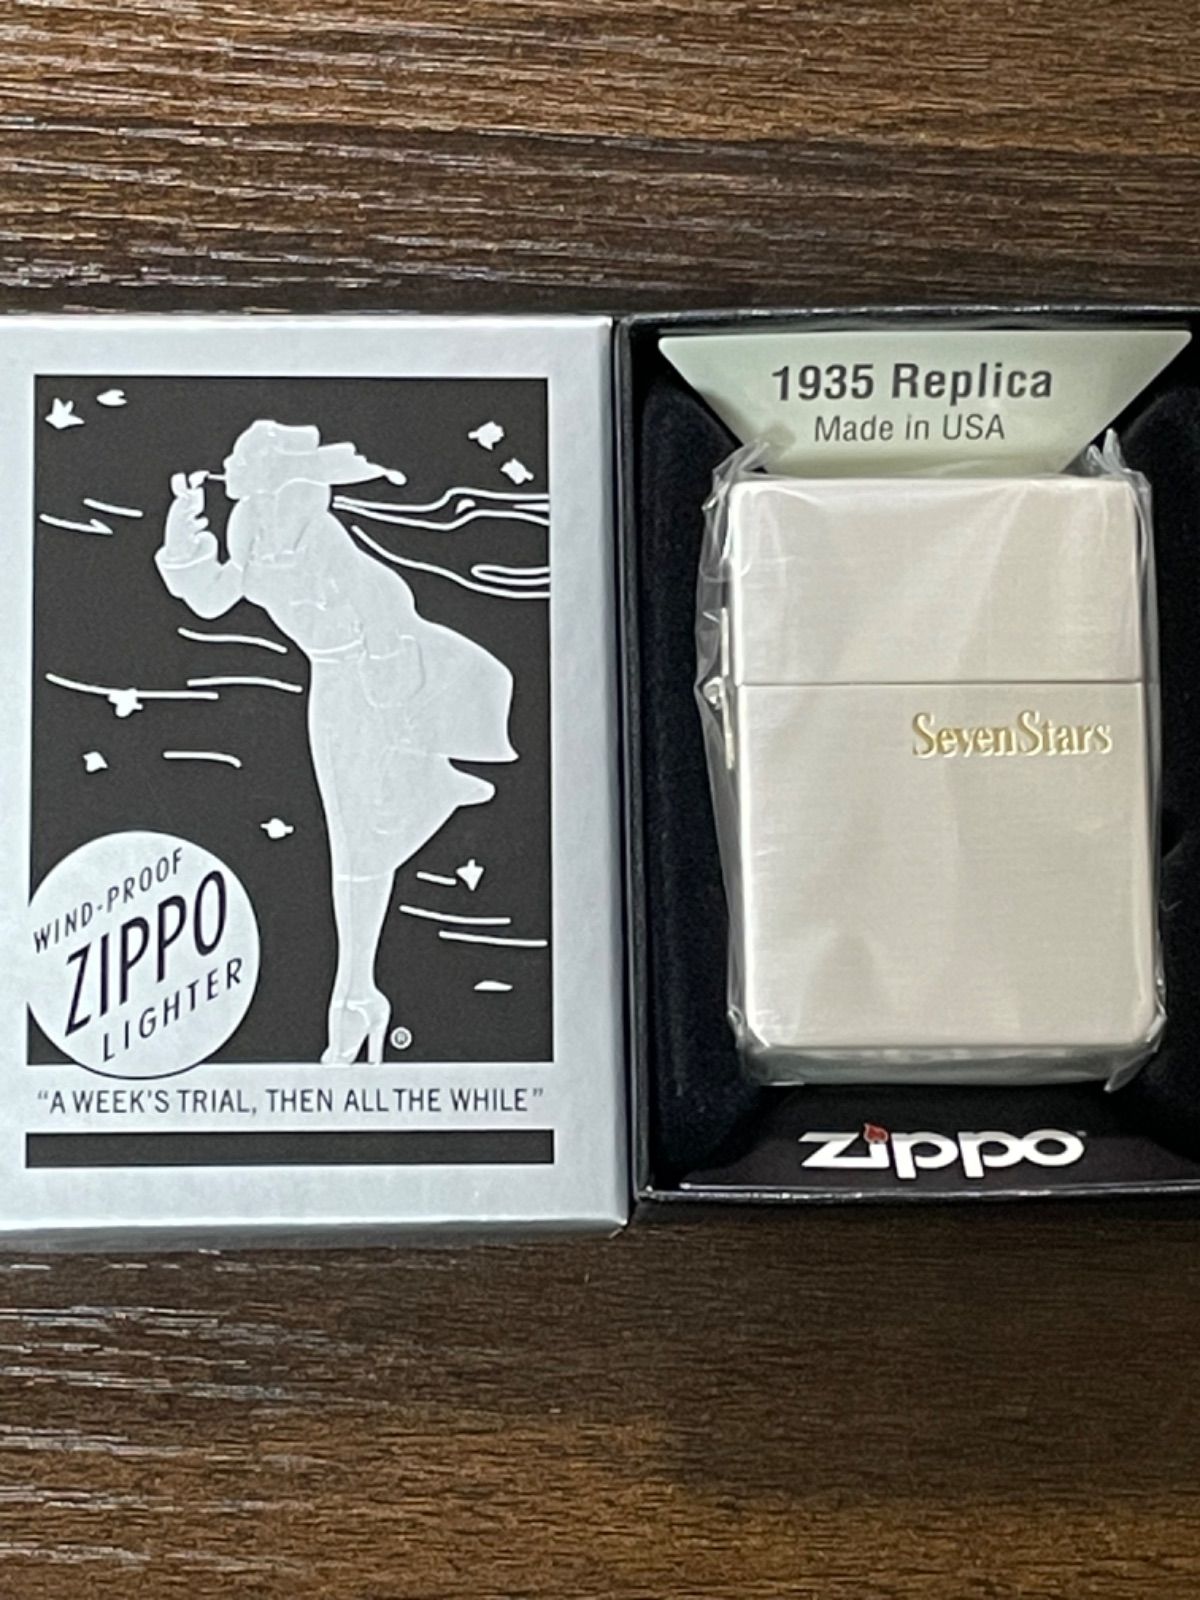 WIND-PROOF
ZIPPO
LIGHTER
®
"A WEEK'S TRIAL, THEN ALL THE WHILE"
1935 Replica
Made in USA
SevenStars
zippo